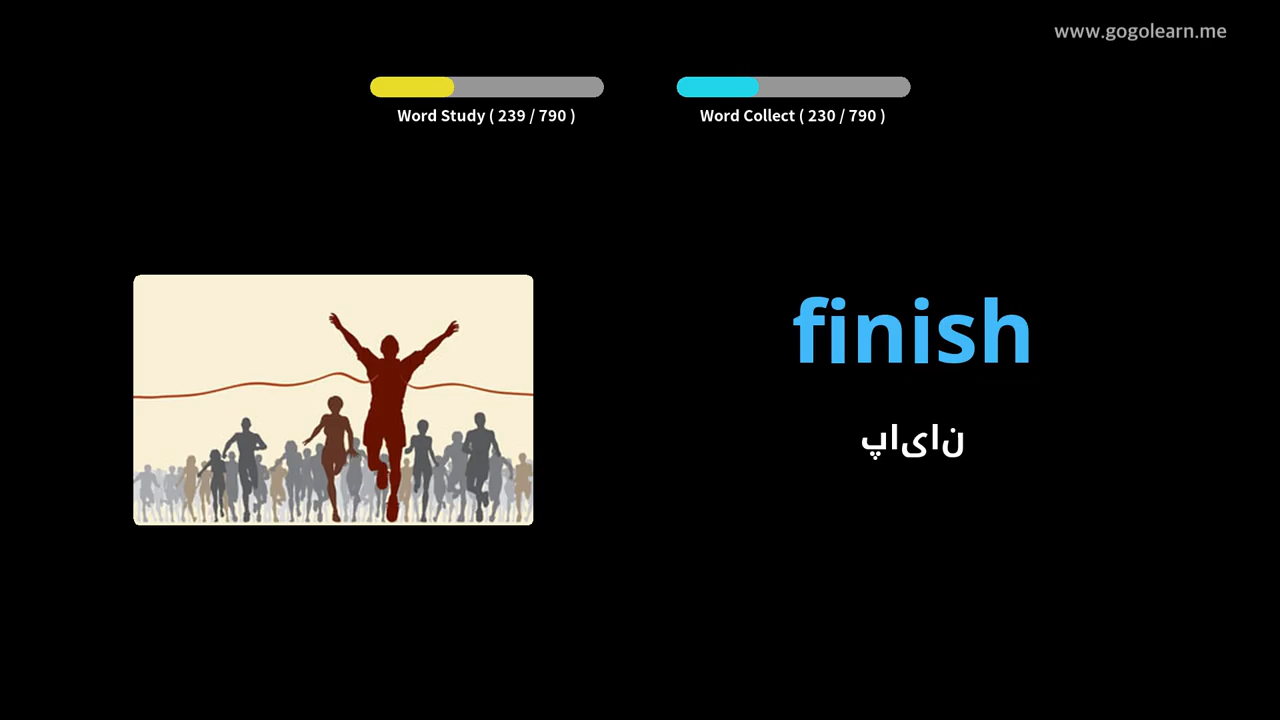 www.gogolearn.me
Word Study ( 239 / 790 )
Word Collect ( 230 / 790 )
finish
پایان